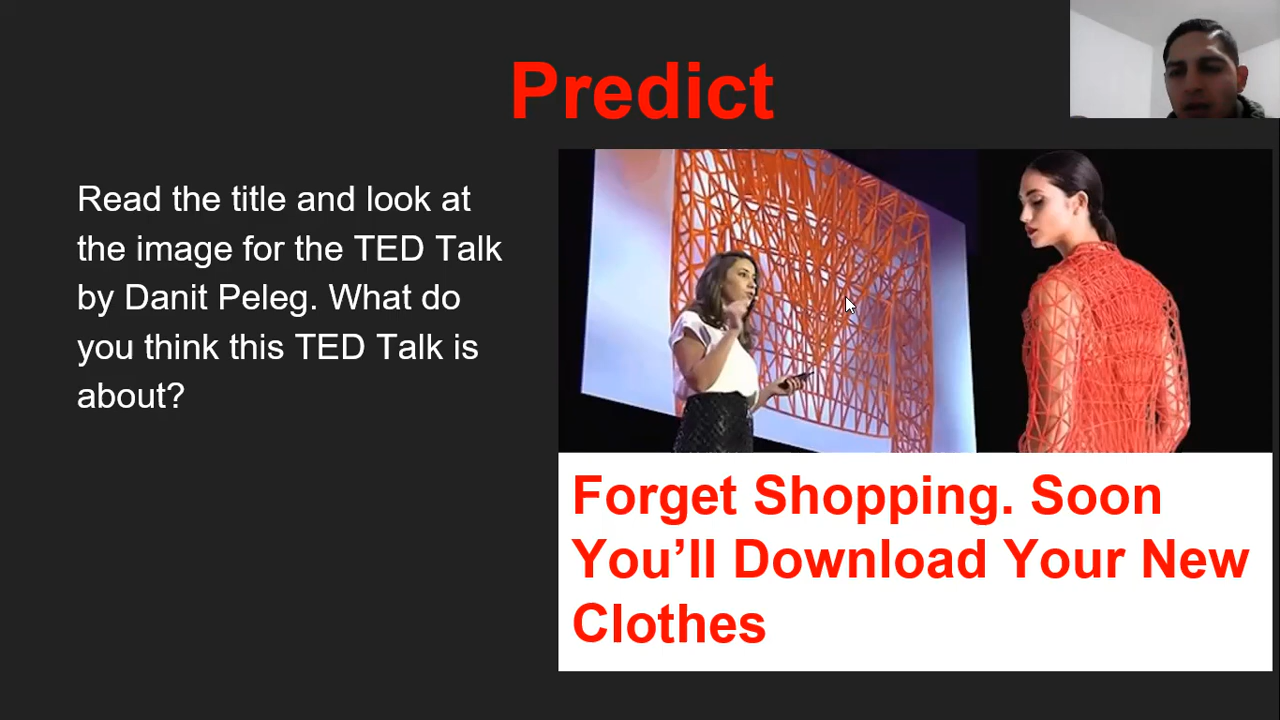 Predict
Read the title and look at
the image for the TED Talk
by Danit Peleg. What do
you think this TED Talk is
about?
Forget Shopping. Soon
You’ll Download Your New
Clothes